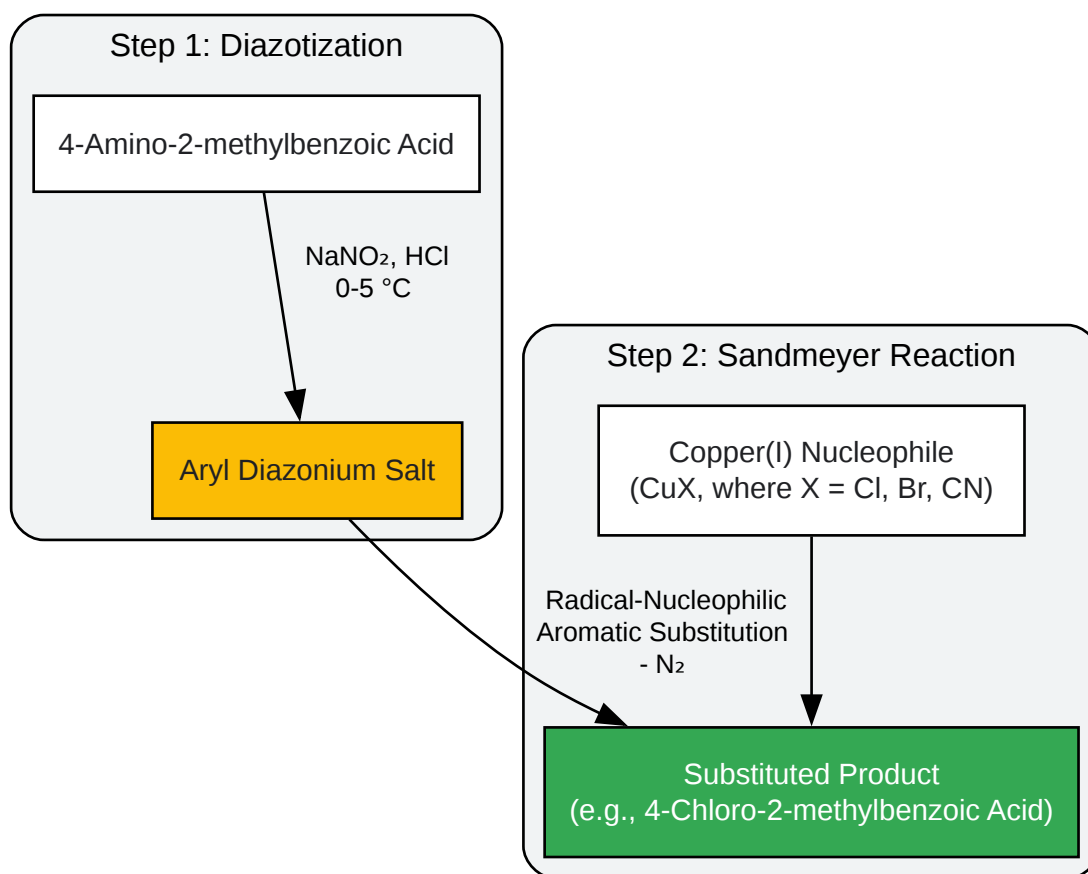 Step 1: Diazotization
4-Amino-2-methylbenzoic Acid
NaNO₂, HCl
0-5 °C
Aryl Diazonium Salt
Step 2: Sandmeyer Reaction
Copper(I) Nucleophile
(CuX, where X = Cl, Br, CN)
Radical-Nucleophilic
Aromatic Substitution
- N₂
Substituted Product
(e.g., 4-Chloro-2-methylbenzoic Acid)